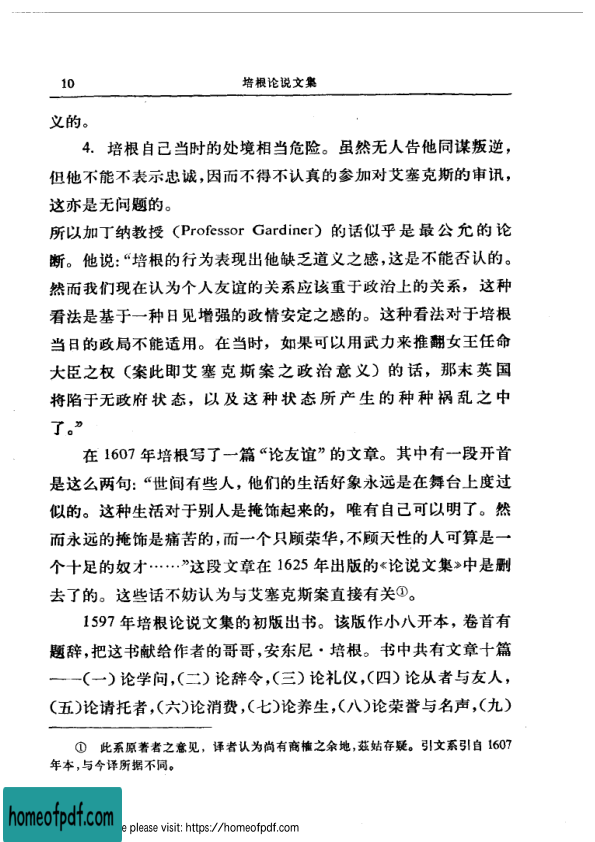 10 培根论说文集
义的。
4. 培根自己当时的处境相当危险。虽然无人告他同谋叛逆，
但他不能不表示忠诚，因而不得不认真的参加对艾塞克斯的审讯，
这亦是无问题的。
所以加丁纳教授（Professor Gardiner）的话似乎是最公允的论
断。他说：“培根的行为表现出他缺乏道义之感，这是不能否认的。
然而我们现在认为个人友谊的关系应该重于政治上的关系，这种
看法是基于一种日见增强的政情安定之感的。这种看法对于培根
当日的政局不能适用。在当时，如果可以用武力来推翻女王任命
大臣之权（案此即艾塞克斯案之政治意义）的话，那末英国
将陷于无政府状态，以及这种状态所产生的种种祸乱之中
了。”
在 1607 年培根写了一篇“论友谊”的文章。其中有一段开首
是这么两句：“世间有些人，他们的生活好象永远是在舞台上度过
似的。这种生活对于别人是掩饰起来的，唯有自己可以明了。然
而永远的掩饰是痛苦的，而一个只顾荣华，不顾天性的人可算是一
个十足的奴才……”这段文章在 1625 年出版的《论说文集》中是删
去了的。这些话不妨认为与艾塞克斯案直接有关①。
1597 年培根论说文集的初版出书。该版作小八开本，卷首有
题辞，把这书献给作者的哥哥，安东尼·培根。书中共有文章十篇
——（一）论学问，（二）论辞令，（三）论礼仪，（四）论从者与友人，
（五）论请托者，（六）论消费，（七）论养生，（八）论荣誉与名声，（九）
① 此系原著者之意见，译者认为尚有商榷之余地，兹姑存疑。引文系引自 1607
年本，与今译所据不同。
homeofpdf.com
e please visit: https://homeofpdf.com